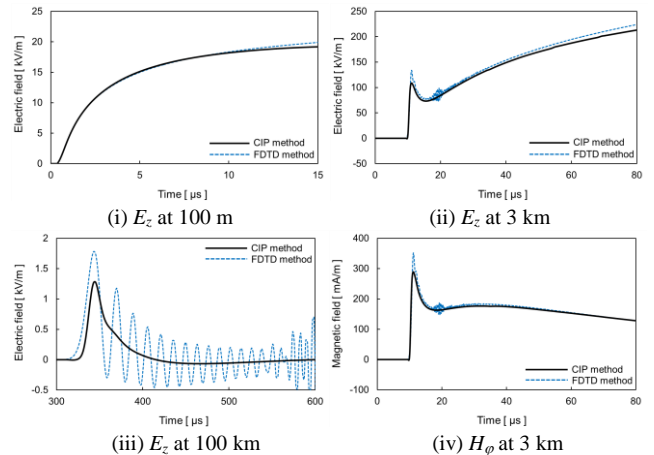 25
20
15
10
5
0
Electric field [ kV/m ]
CIP method
FDTD method
0 5 10 15
Time [ μs ]
(i) E_z at 100 m
250
200
150
100
50
0
-50
Electric field [ kV/m ]
CIP method
FDTD method
0 20 40 60 80
Time [ μs ]
(ii) E_z at 3 km
2
1.5
1
0.5
0
-0.5
Electric field [ kV/m ]
CIP method
FDTD method
300 400 500 600
Time [ μs ]
(iii) E_z at 100 km
400
300
200
100
0
-100
Magnetic field [ mA/m ]
CIP method
FDTD method
0 20 40 60 80
Time [ μs ]
(iv) H_φ at 3 km